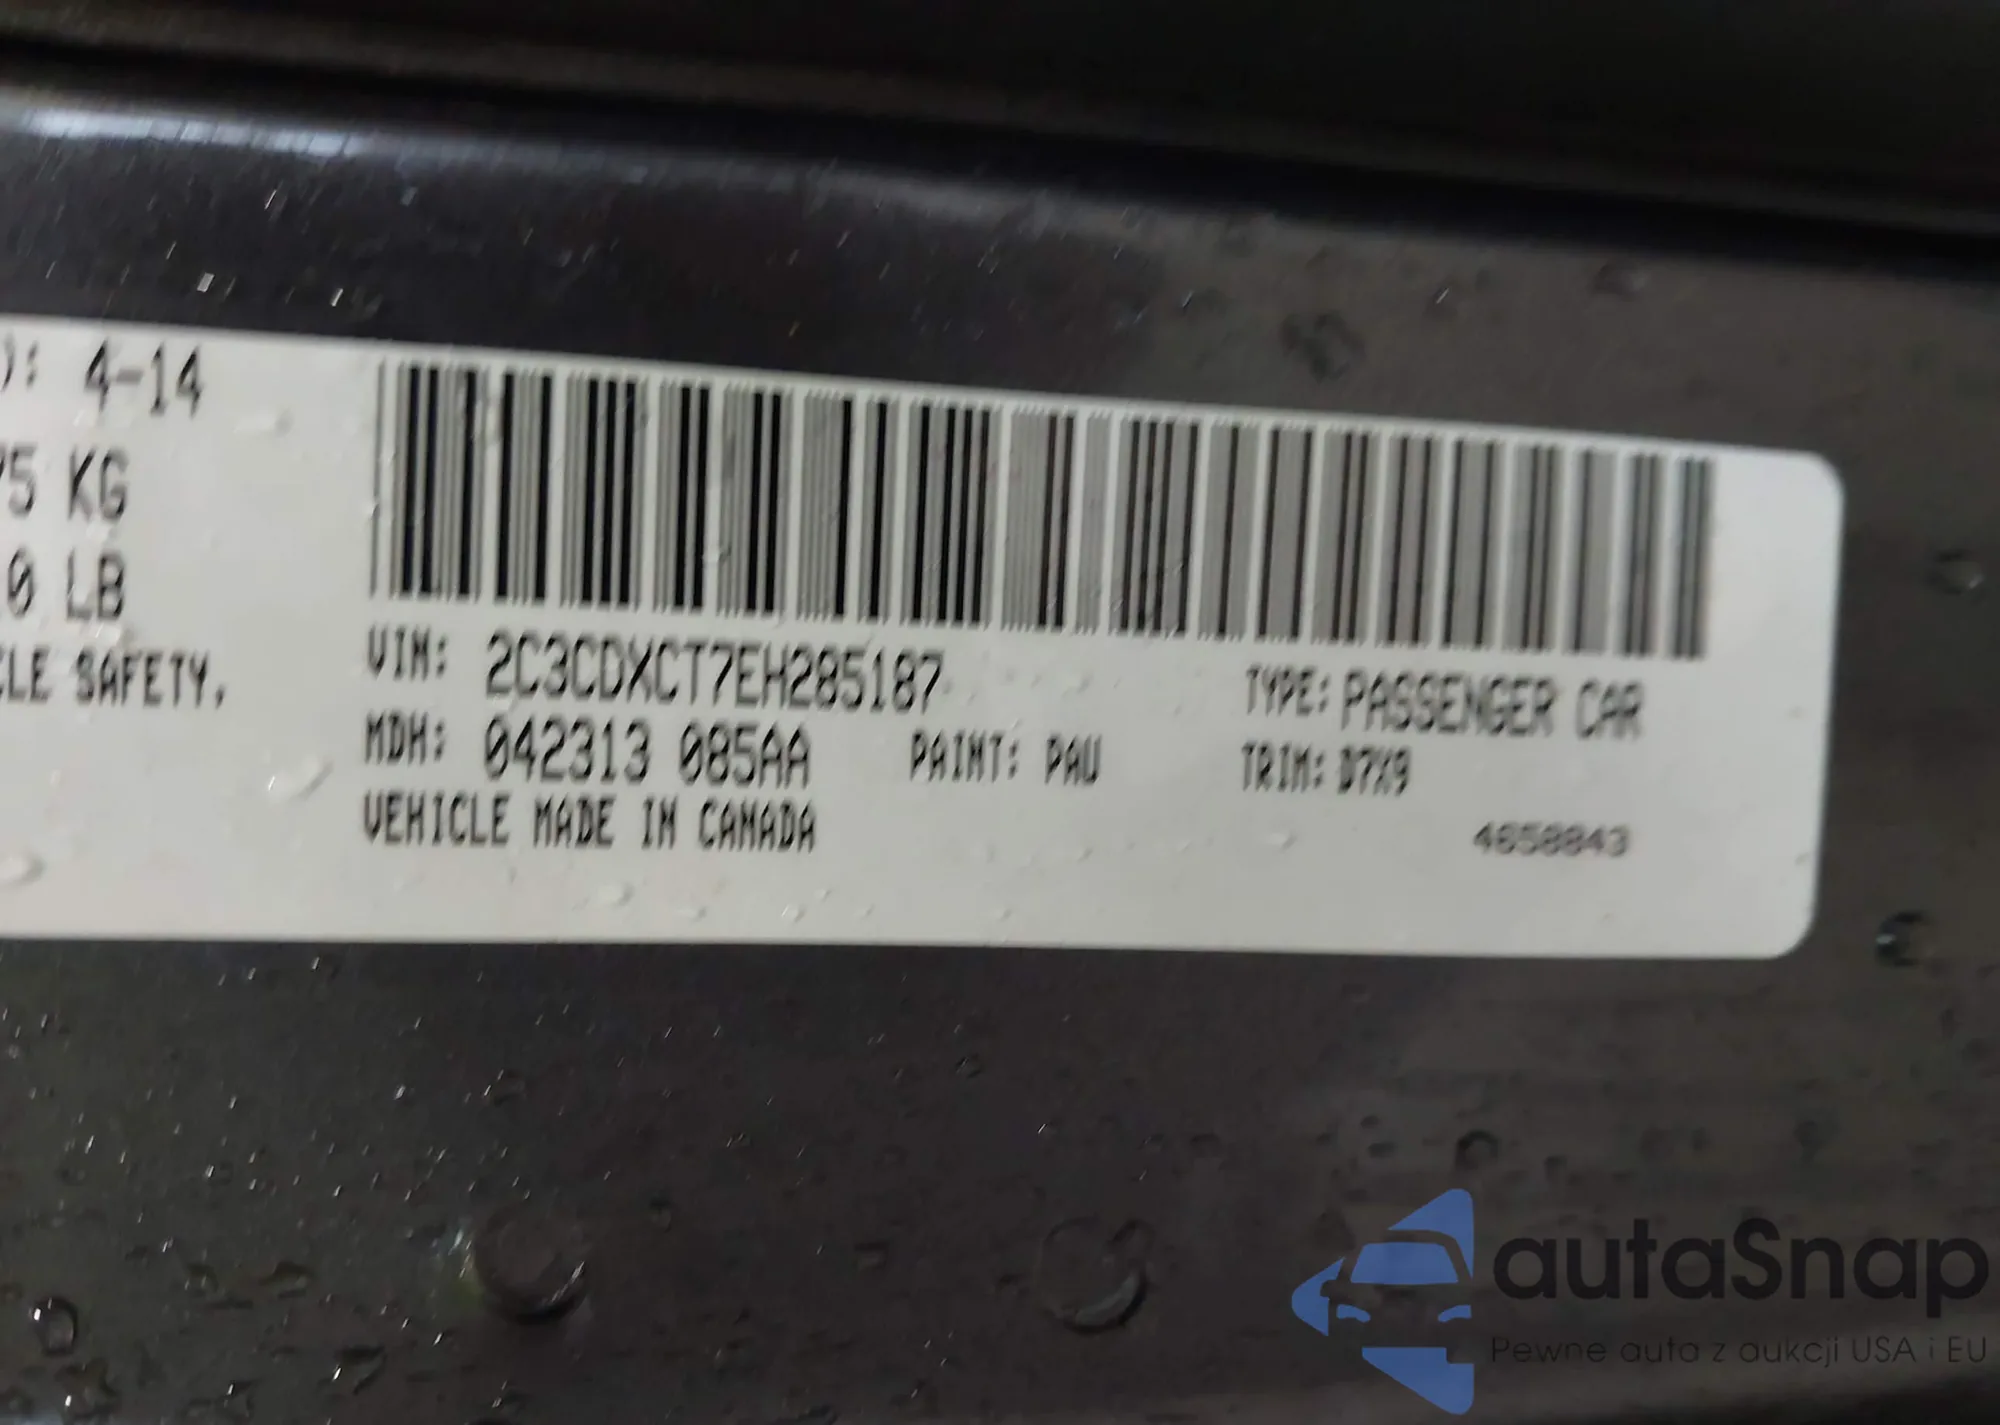 ): 4-14
75 KG
0 LB
CLE SAFETY,
VIN: 2C3CDXCT7EH285187
TYPE: PASSENGER CAR
MDH: 042313 085AA
PAINT: PAU
TRIM: D7X9
VEHICLE MADE IN CANADA
4658843
autaSnap
Pewne auta z aukcji USA i EU